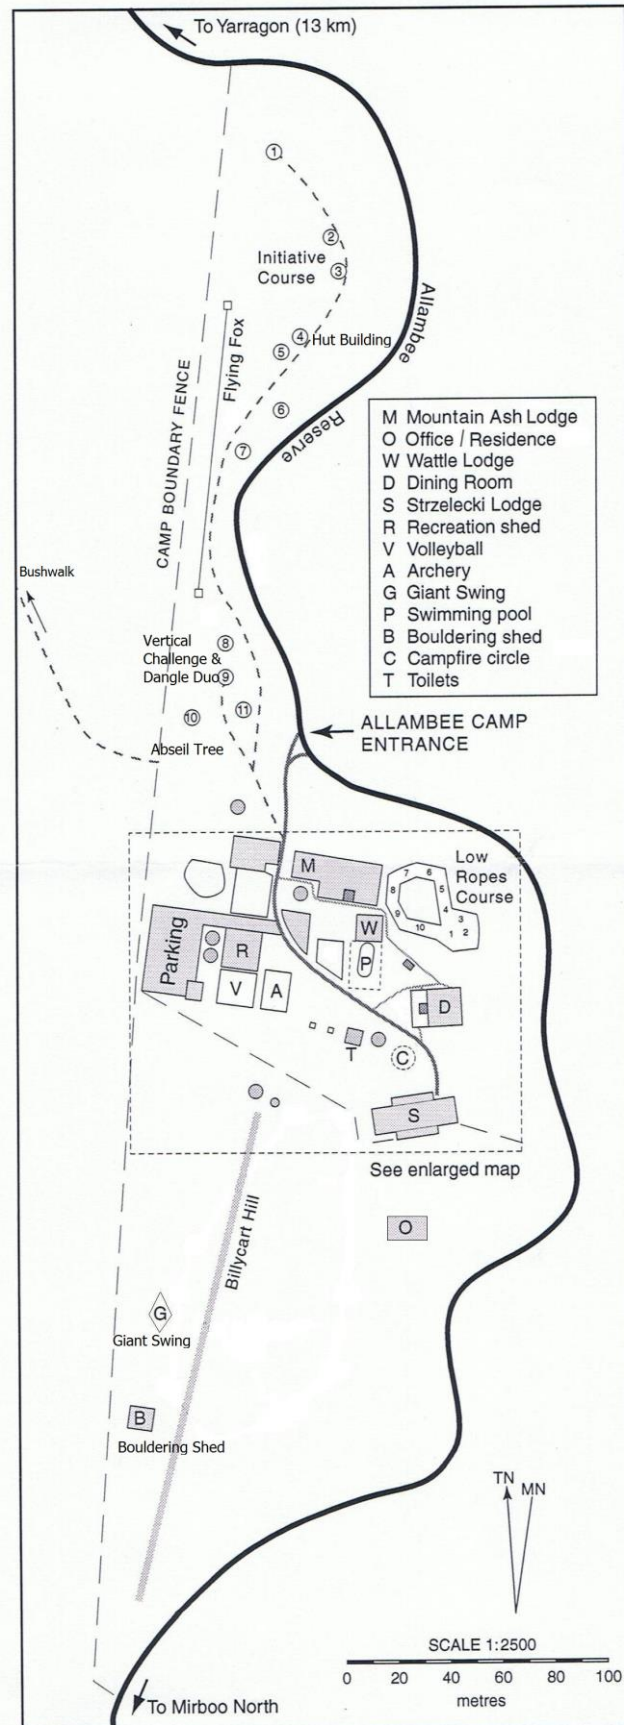 To Yarragon (13 km)
1
2
Initiative
Course
3
Allambee
4
Hut Building
5
Flying Fox
6
Reserve
CAMP BOUNDARY FENCE
7
M Mountain Ash Lodge
O Office / Residence
W Wattle Lodge
D Dining Room
S Strzelecki Lodge
R Recreation shed
V Volleyball
A Archery
G Giant Swing
P Swimming pool
B Bouldering shed
C Campfire circle
T Toilets
Bushwalk
Vertical
Challenge &
Dangle Duo
8
9
10
11
Abseil Tree
ALLAMBEE CAMP
ENTRANCE
M
Low
Ropes
Course
7 6
8 5
9 4
10 3
1 2
W
Parking
R
P
V
A
D
T
C
S
See enlarged map
O
Billycart Hill
G
Giant Swing
B
Bouldering Shed
TN
MN
SCALE 1:2500
0 20 40 60 80 100
metres
To Mirboo North